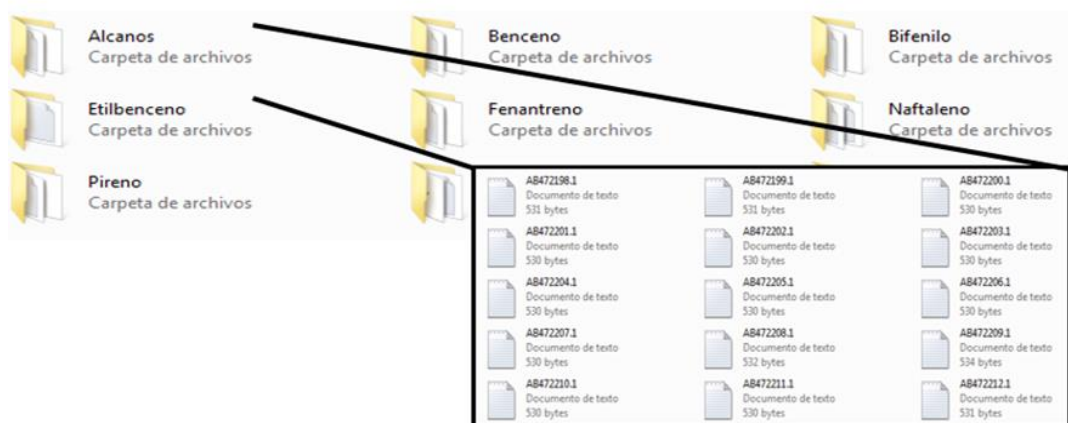 Alcanos
Carpeta de archivos
Benceno
Carpeta de archivos
Bifenilo
Carpeta de archivos
Etilbenceno
Carpeta de archivos
Fenantreno
Carpeta de archivos
Naftaleno
Carpeta de archivos
Pireno
Carpeta de archivos
AB472198.1
Documento de texto
531 bytes
AB472199.1
Documento de texto
531 bytes
AB472200.1
Documento de texto
530 bytes
AB472201.1
Documento de texto
530 bytes
AB472202.1
Documento de texto
530 bytes
AB472203.1
Documento de texto
530 bytes
AB472204.1
Documento de texto
530 bytes
AB472205.1
Documento de texto
530 bytes
AB472206.1
Documento de texto
530 bytes
AB472207.1
Documento de texto
530 bytes
AB472208.1
Documento de texto
532 bytes
AB472209.1
Documento de texto
534 bytes
AB472210.1
Documento de texto
530 bytes
AB472211.1
Documento de texto
530 bytes
AB472212.1
Documento de texto
531 bytes